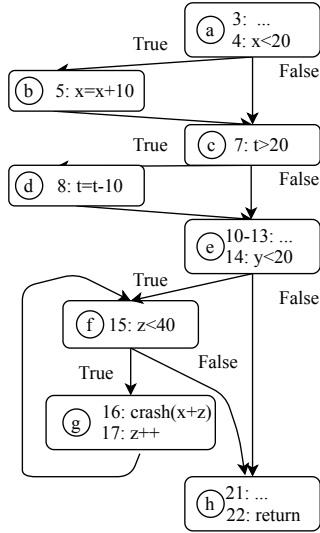 3: ...
a
4: x<20
True
False
b 5: x=x+10
True
c 7: t>20
False
d 8: t=t-10
10-13: ...
e
14: y<20
True
False
f 15: z<40
False
True
16: crash(x+z)
g
17: z++
21: ...
h
22: return